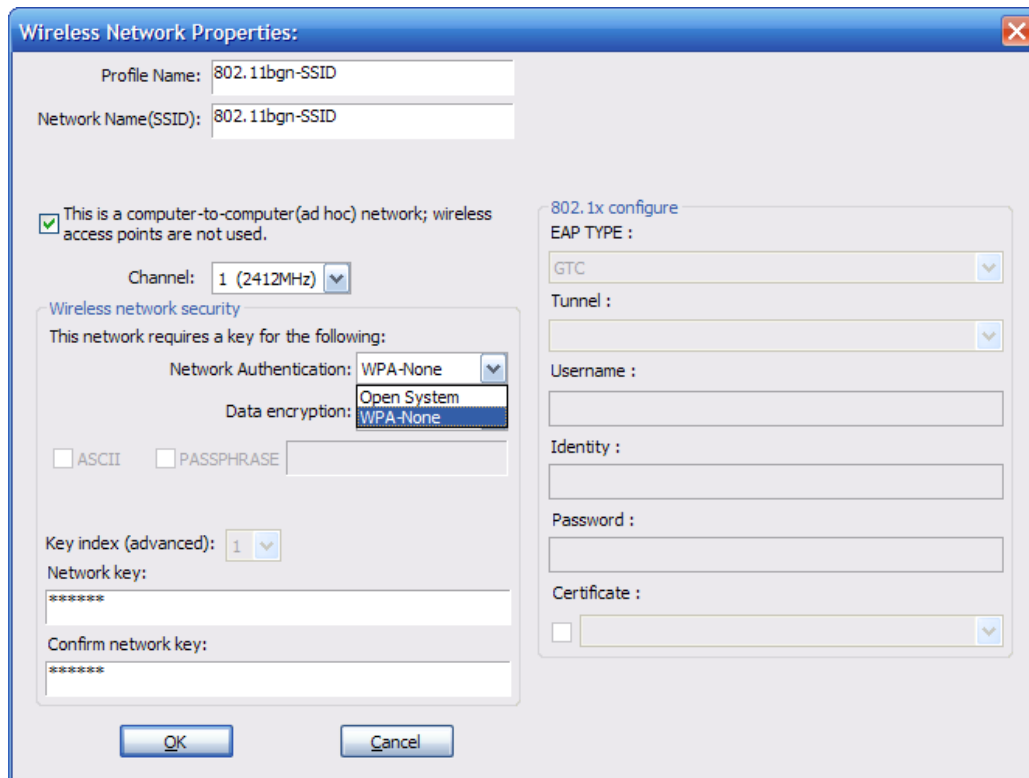 Wireless Network Properties:
Profile Name: 802.11bgn-SSID
Network Name(SSID): 802.11bgn-SSID
This is a computer-to-computer(ad hoc) network; wireless
access points are not used.
Channel: 1 (2412MHz)
Wireless network security
This network requires a key for the following:
Network Authentication: WPA-None
Open System
Data encryption: WPA-None
ASCII PASSPHRASE
Key index (advanced): 1
Network key:
******
Confirm network key:
******
802.1x configure
EAP TYPE :
GTC
Tunnel :
Username :
Identity :
Password :
Certificate :
OK Cancel